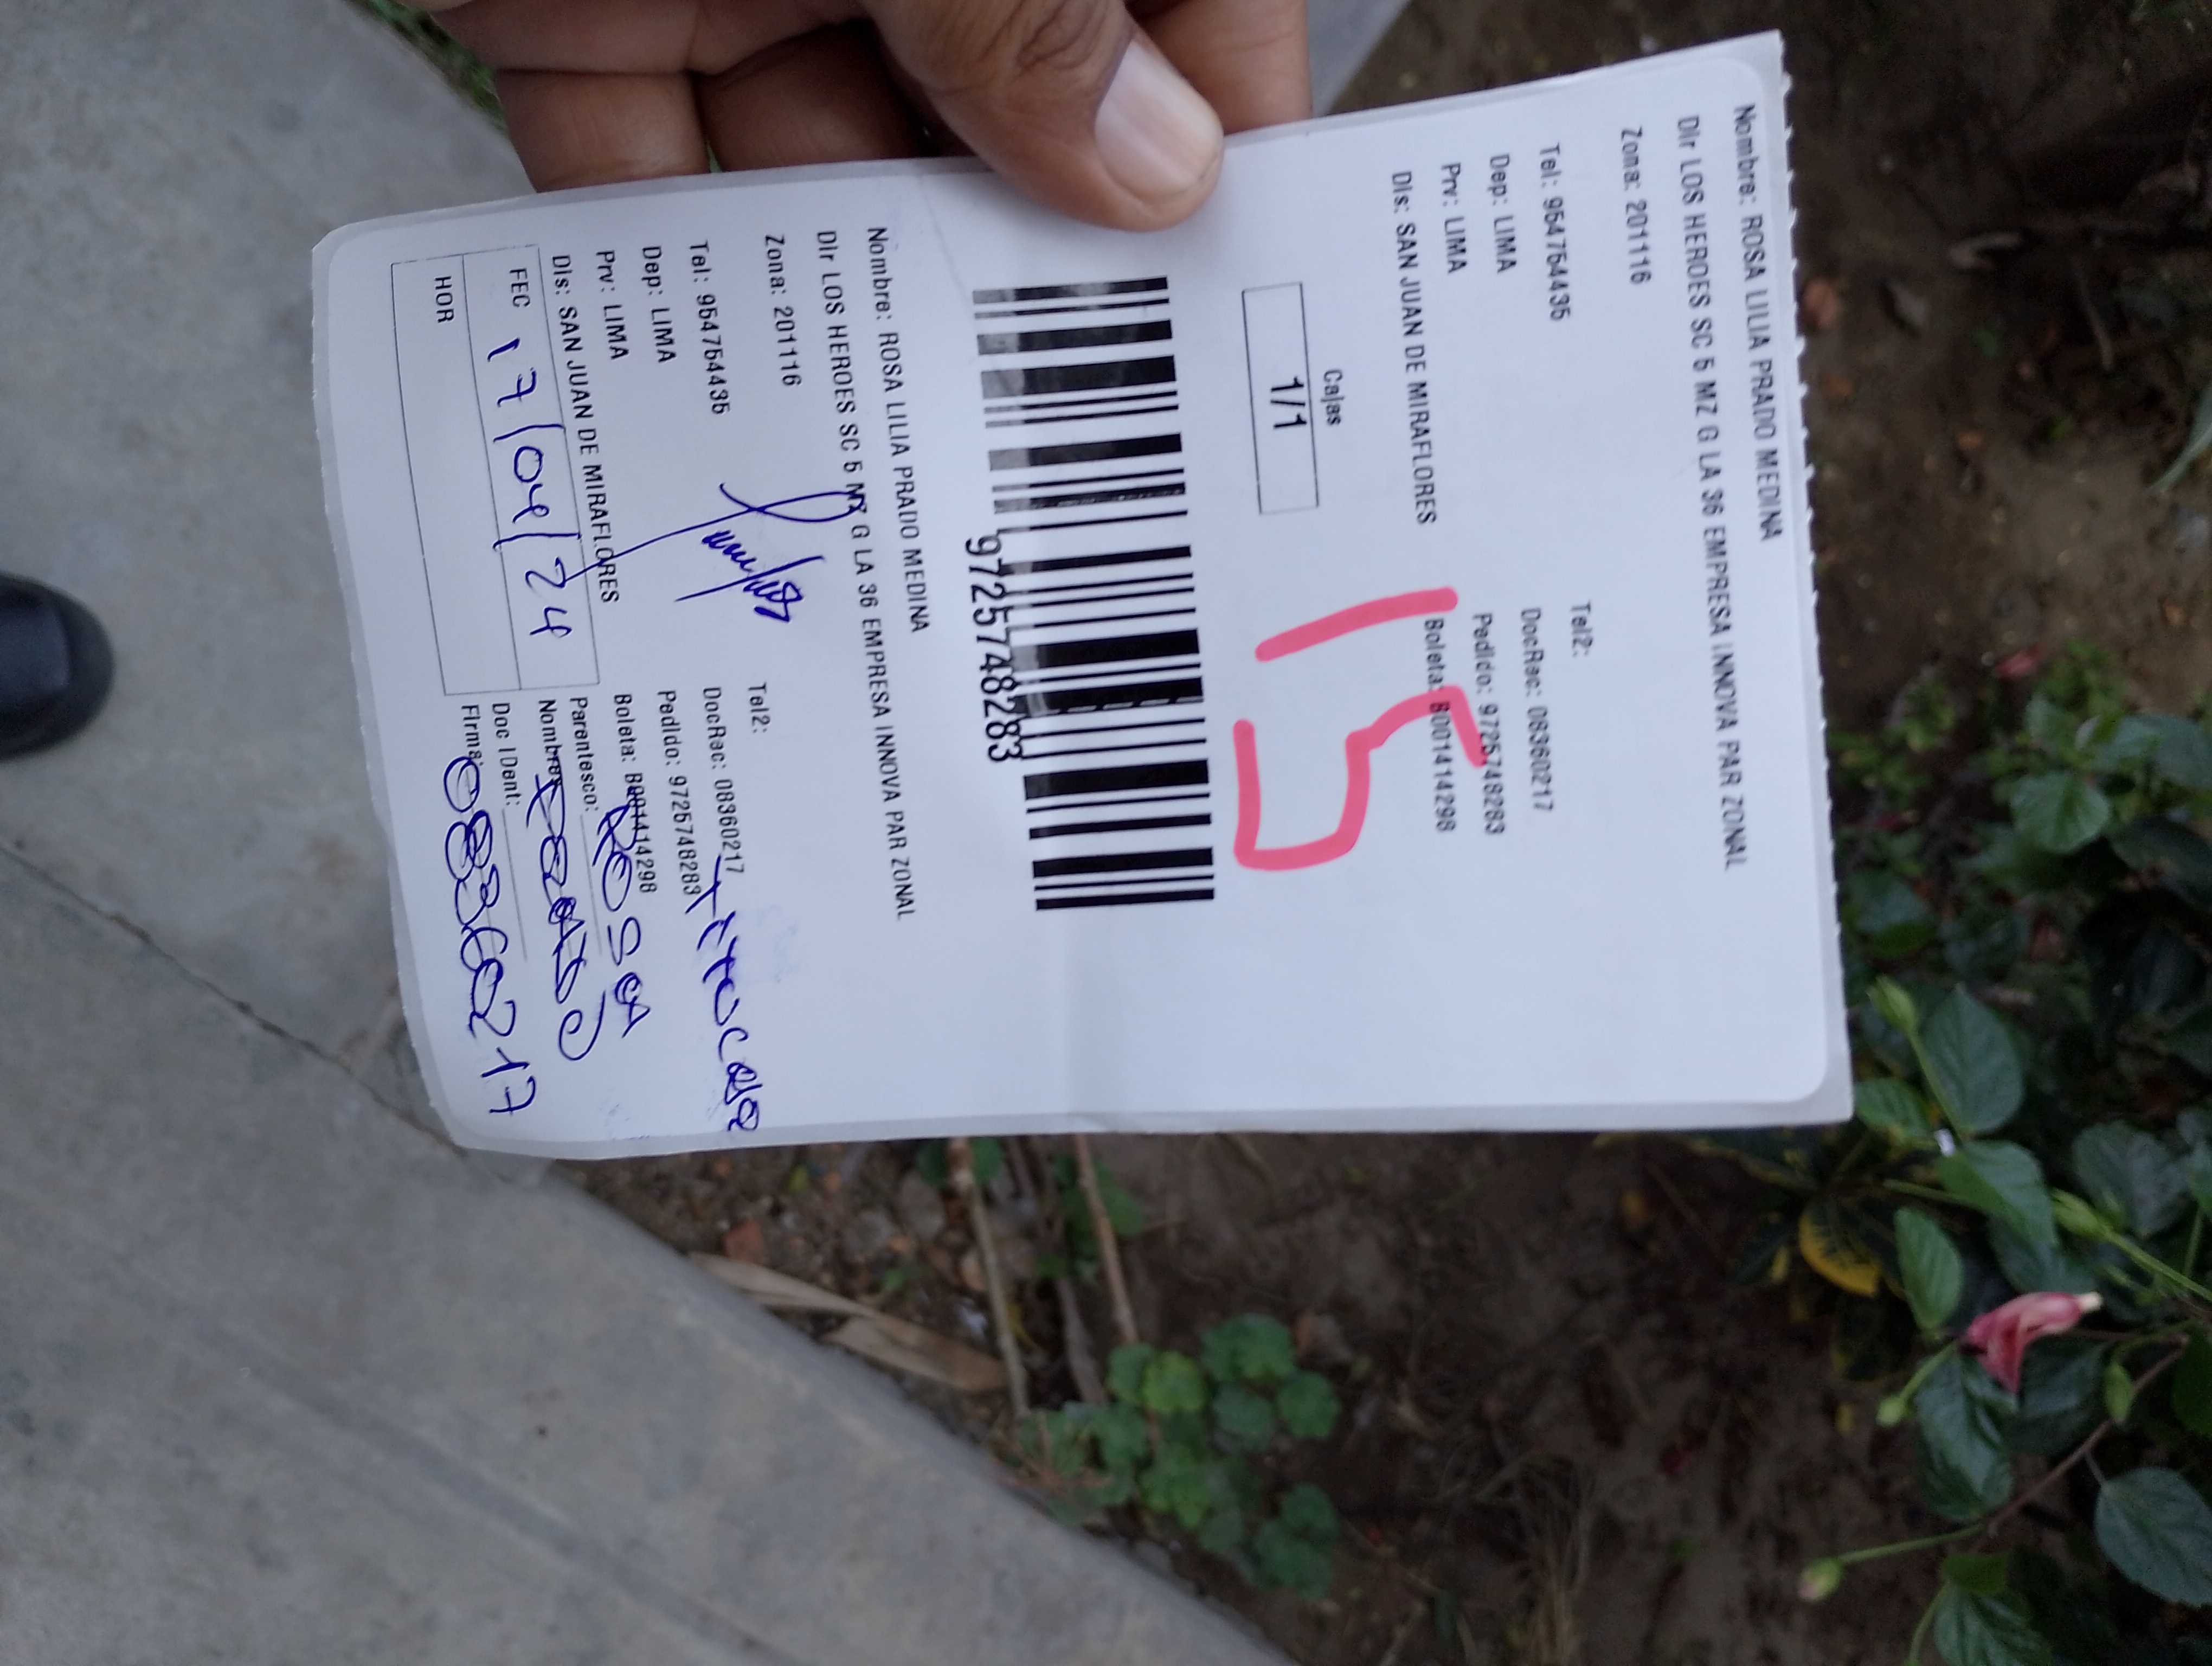 Nombre: ROSA LILIA PRADO MEDINA
Dir LOS HEROES SC 5 MZ G LA 36 EMPRESA INNOVA PAR ZONAL
Zona: 201116
Tel: 954754435 Tel2:
Dep: LIMA DocRec: 08360217
Prv: LIMA Pedido: 9725748283
Dis: SAN JUAN DE MIRAFLORES Boleta: B001414298
Cajas
1/1
15
9725748283
Nombre: ROSA LILIA PRADO MEDINA
Dir LOS HEROES SC 5 MZ G LA 36 EMPRESA INNOVA PAR ZONAL
Zona: 201116
Tel: 954754435 Tel2:
Dep: LIMA DocRec: 08360217
Prv: LIMA Pedido: 9725748283
Dis: SAN JUAN DE MIRAFLORES Boleta: B001414298
Parentesco: ROSA
FEC 17/04/24 Nombre:
HOR Doc IDent:
Firma: 08360217